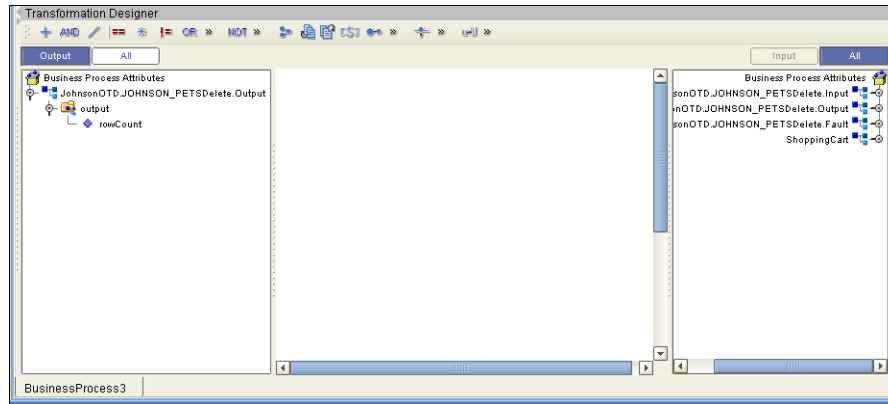 Transformation Designer
+ AND / == * != OR » NOT » »  ÷ » »
Output All Input All
Business Process Attributes
JohnsonOTD.JOHNSON_PETSDelete.Output
output
rowCount
Business Process Attributes
sonOTD.JOHNSON_PETSDelete.Input
nOTD.JOHNSON_PETSDelete.Output
sonOTD.JOHNSON_PETSDelete.Fault
ShoppingCart
BusinessProcess3